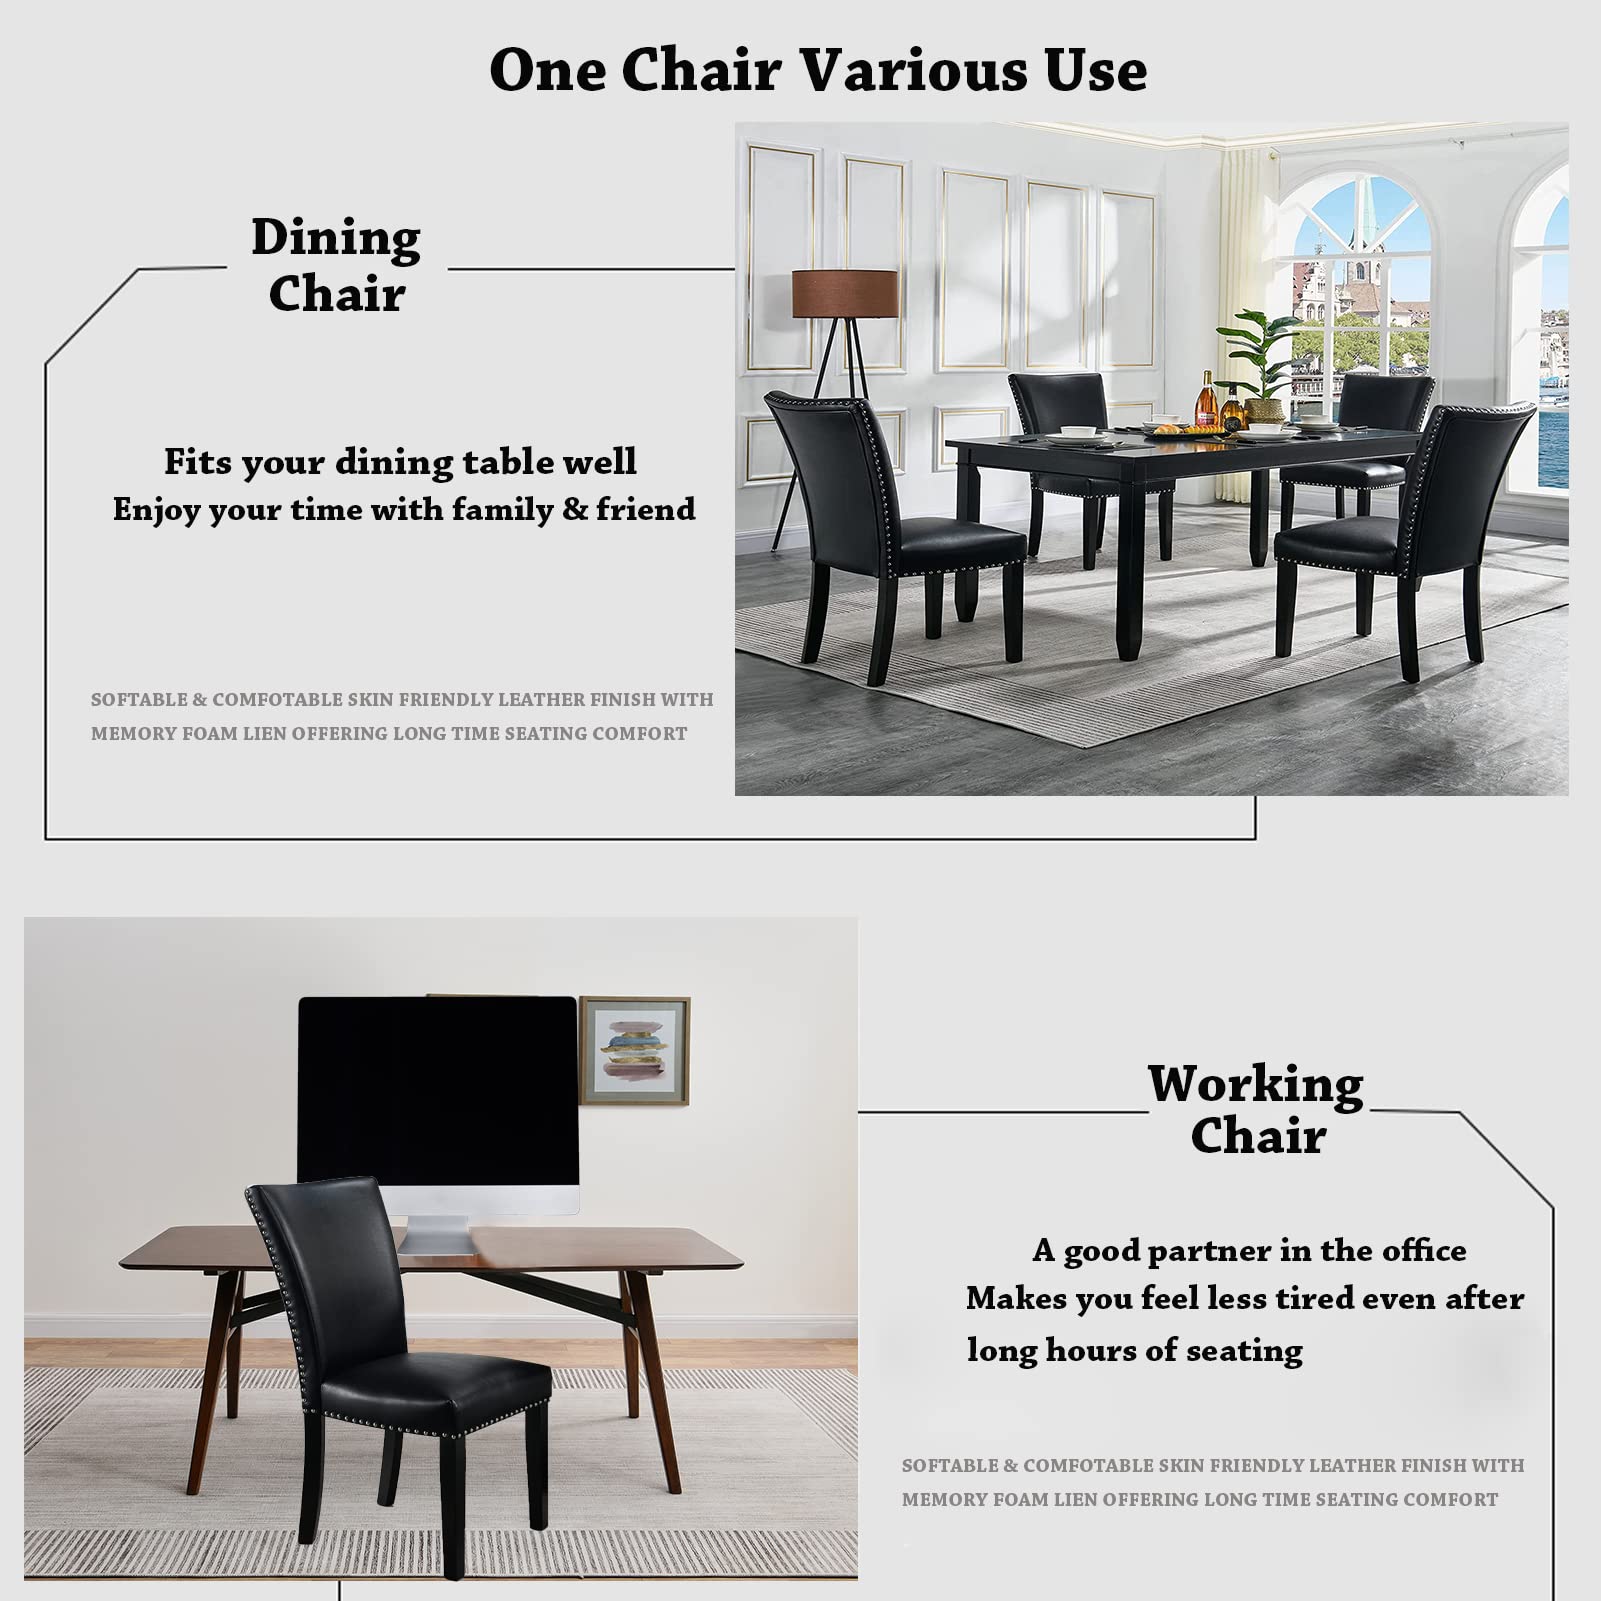 One Chair Various Use
Dining
Chair
Fits your dining table well
Enjoy your time with family & friend
SOFTABLE & COMFOTABLE SKIN FRIENDLY LEATHER FINISH WITH
MEMORY FOAM LIEN OFFERING LONG TIME SEATING COMFORT
Working
Chair
A good partner in the office
Makes you feel less tired even after
long hours of seating
SOFTABLE & COMFOTABLE SKIN FRIENDLY LEATHER FINISH WITH
MEMORY FOAM LIEN OFFERING LONG TIME SEATING COMFORT